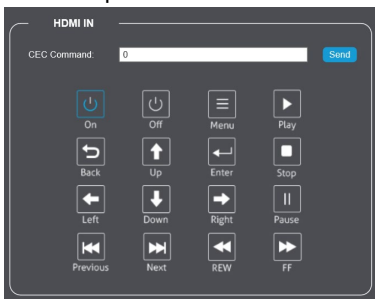 HDMI IN
CEC Command: 0 Send
On Off Menu Play
Back Up Enter Stop
Left Down Right Pause
Previous Next REW FF